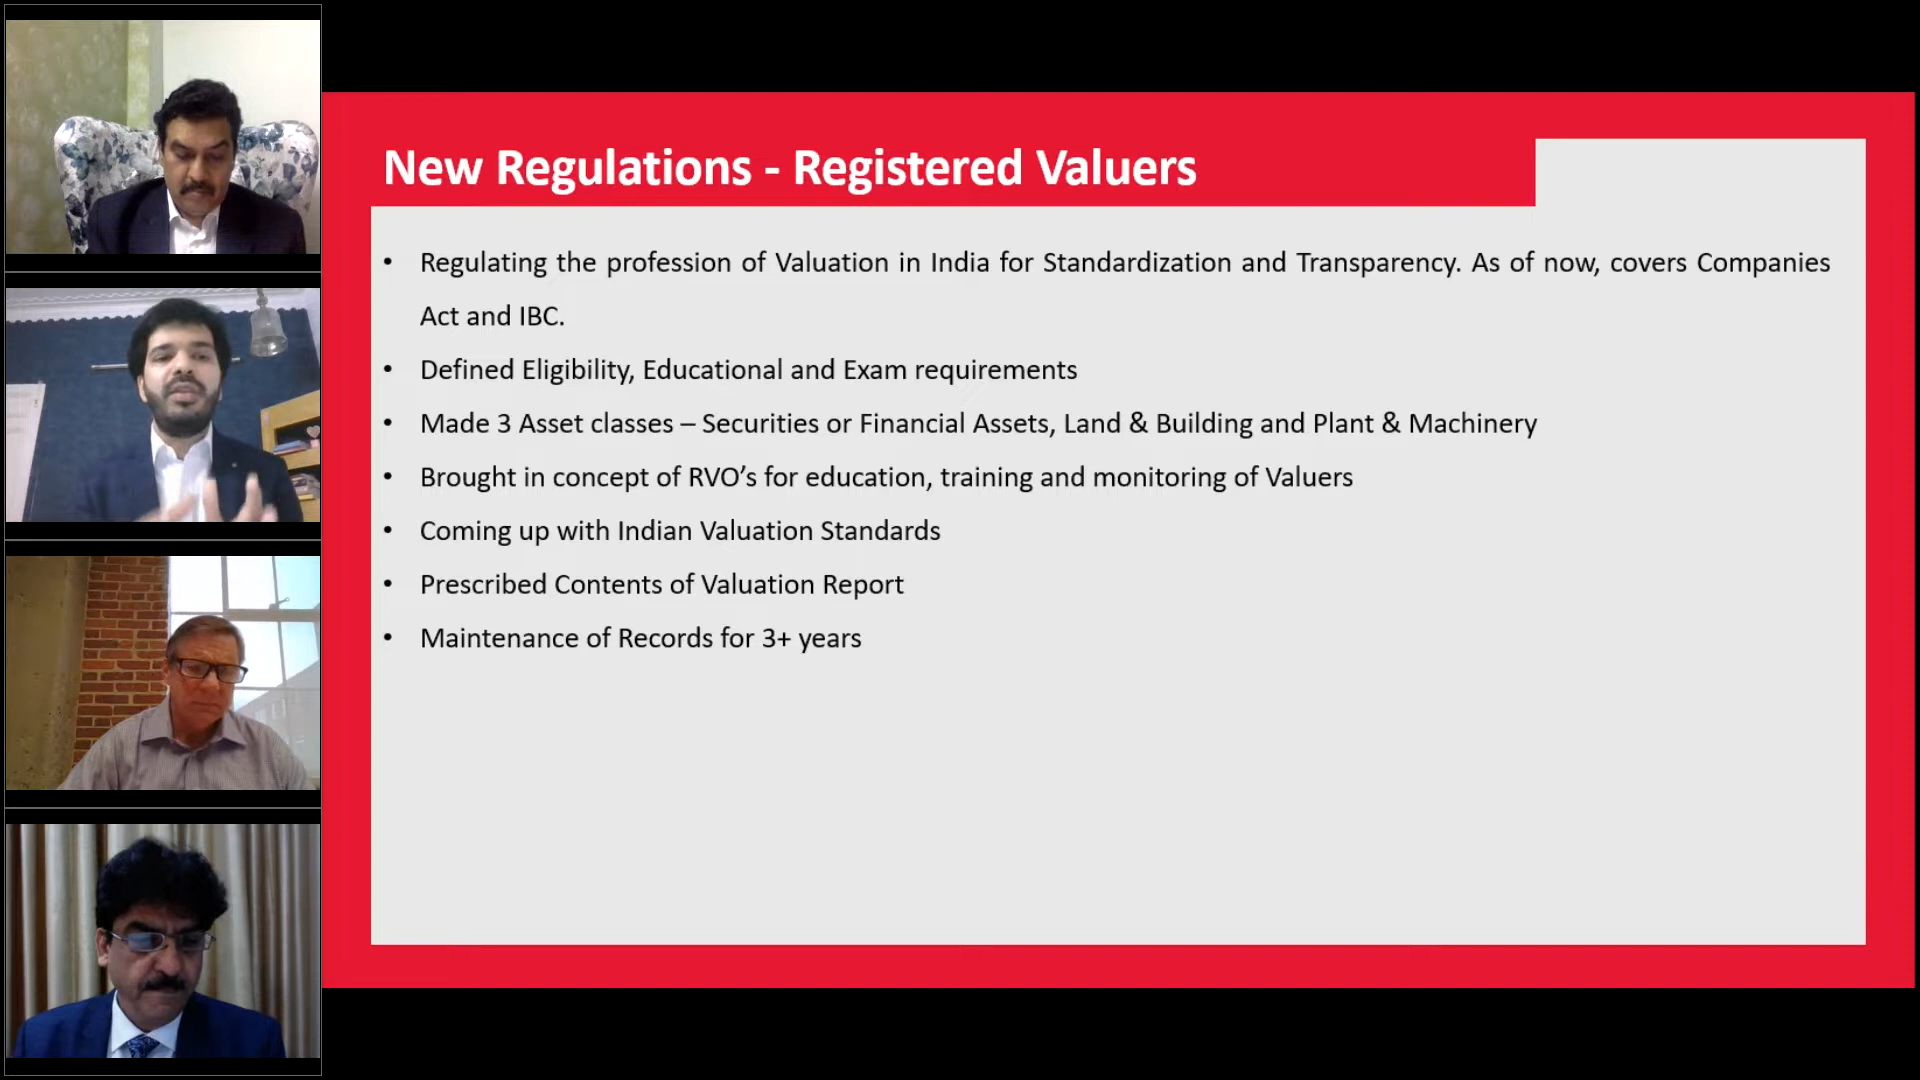 New Regulations - Registered Valuers
• Regulating the profession of Valuation in India for Standardization and Transparency. As of now, covers Companies
Act and IBC.
• Defined Eligibility, Educational and Exam requirements
• Made 3 Asset classes – Securities or Financial Assets, Land & Building and Plant & Machinery
• Brought in concept of RVO’s for education, training and monitoring of Valuers
• Coming up with Indian Valuation Standards
• Prescribed Contents of Valuation Report
• Maintenance of Records for 3+ years